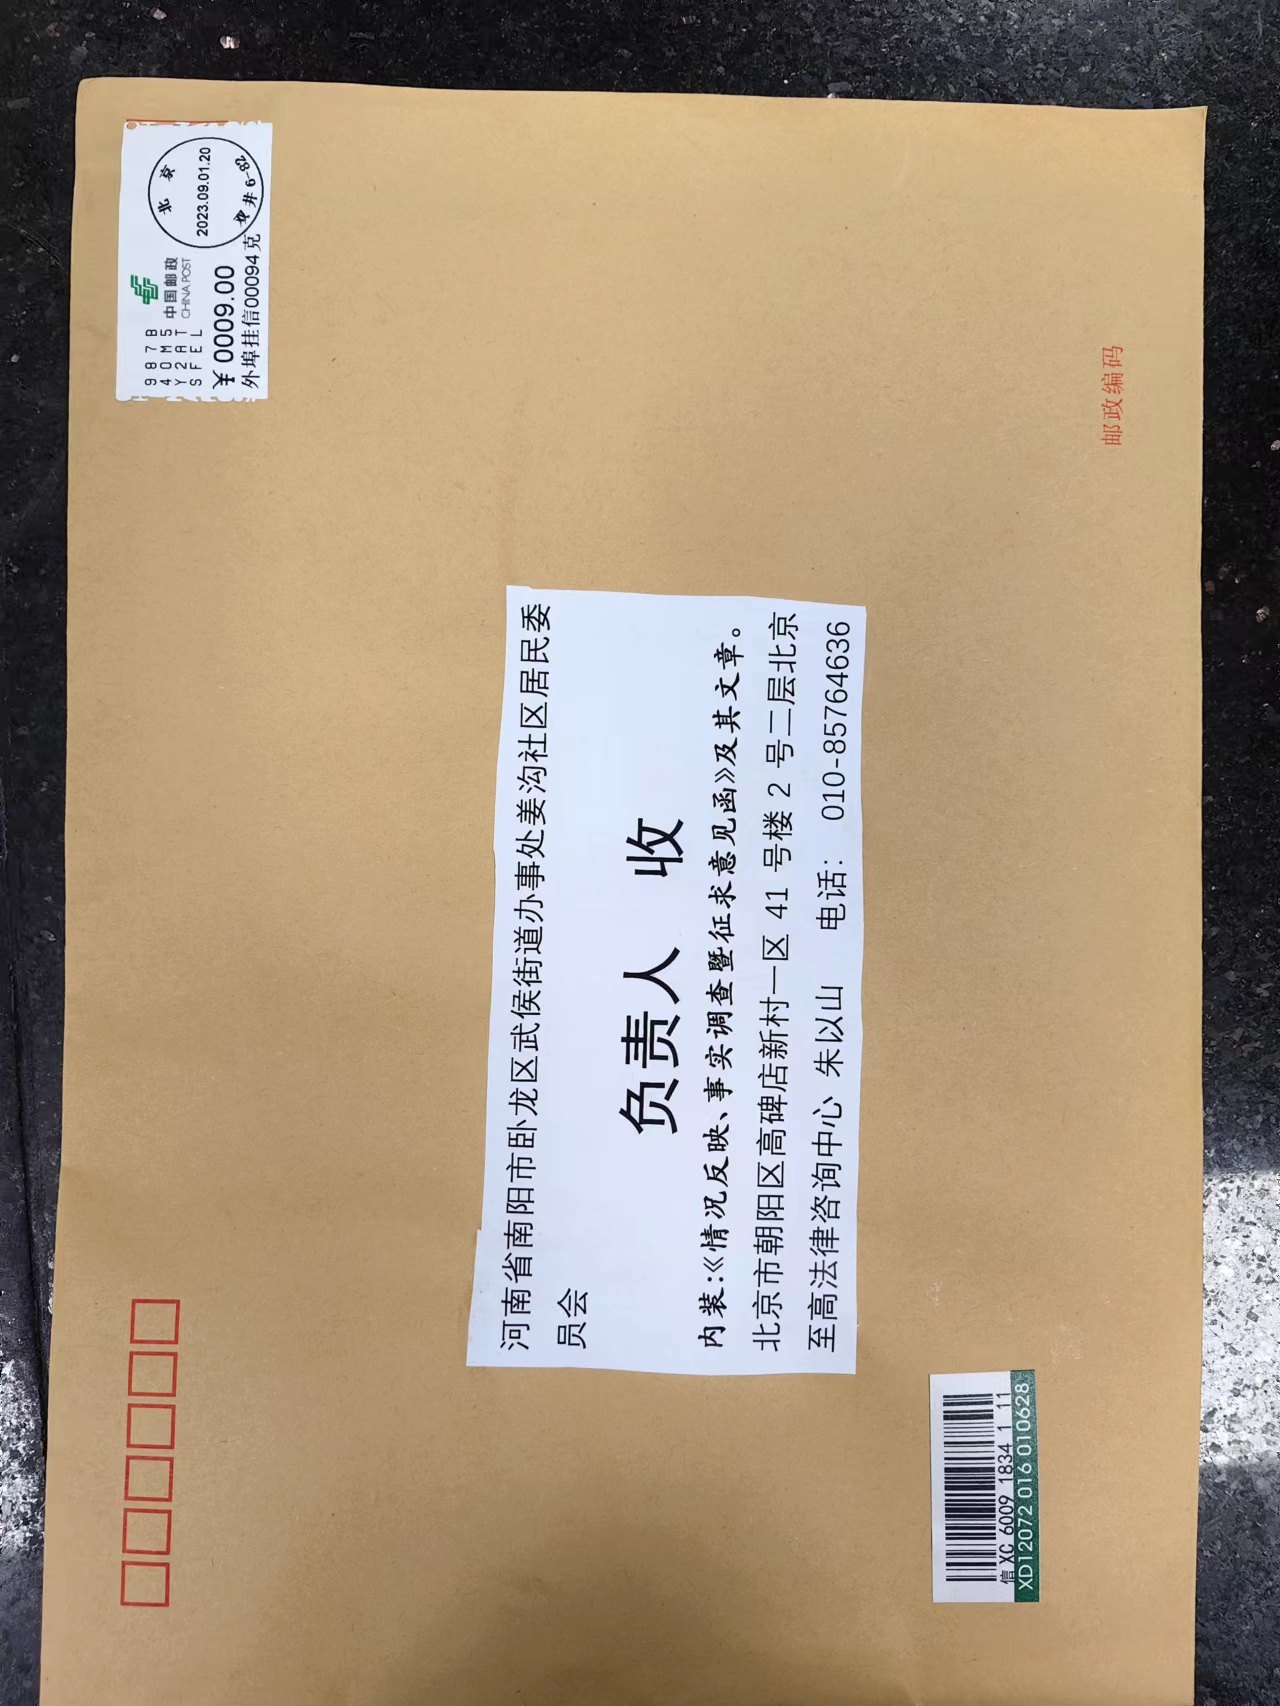 987B
40M5
Y2AT
SFEL
中国邮政
CHINA POST
¥0009.00
外埠挂信00094克
北京
2023.09.01.20
6-82
河南省南阳市卧龙区武侯街道办事处姜沟社区居民委
员会
负责人 收
内装：《情况反映、事实调查暨征求意见函》及其文章。
北京市朝阳区高碑店新村一区 41 号楼 2 号二层北京
至高法律咨询中心 朱以山 电话： 010-85764636
信 XC 6009 1834 1 11
XD12072 016 010628
邮政编码